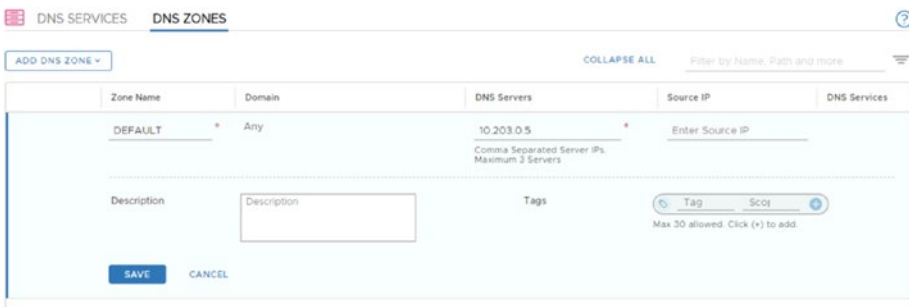 DNS SERVICES DNS ZONES
ADD DNS ZONE COLLAPSE ALL Filter by Name, Path and more
Zone Name Domain DNS Servers Source IP DNS Services
DEFAULT * Any 10.203.0.5 * Enter Source IP
Comma Separated Server IPs.
Maximum 3 Servers
Description Description Tags Tag Scop
Max 30 allowed. Click (+) to add.
SAVE CANCEL